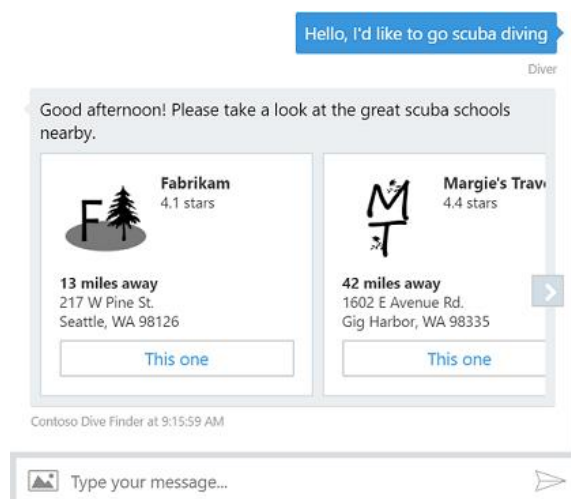 Hello, I'd like to go scuba diving
Diver
Good afternoon! Please take a look at the great scuba schools
nearby.
F
Fabrikam
4.1 stars
13 miles away
217 W Pine St.
Seattle, WA 98126
This one
M
T
Margie's Trav
4.4 stars
42 miles away
1602 E Avenue Rd.
Gig Harbor, WA 98335
This one
Contoso Dive Finder at 9:15:59 AM
Type your message...